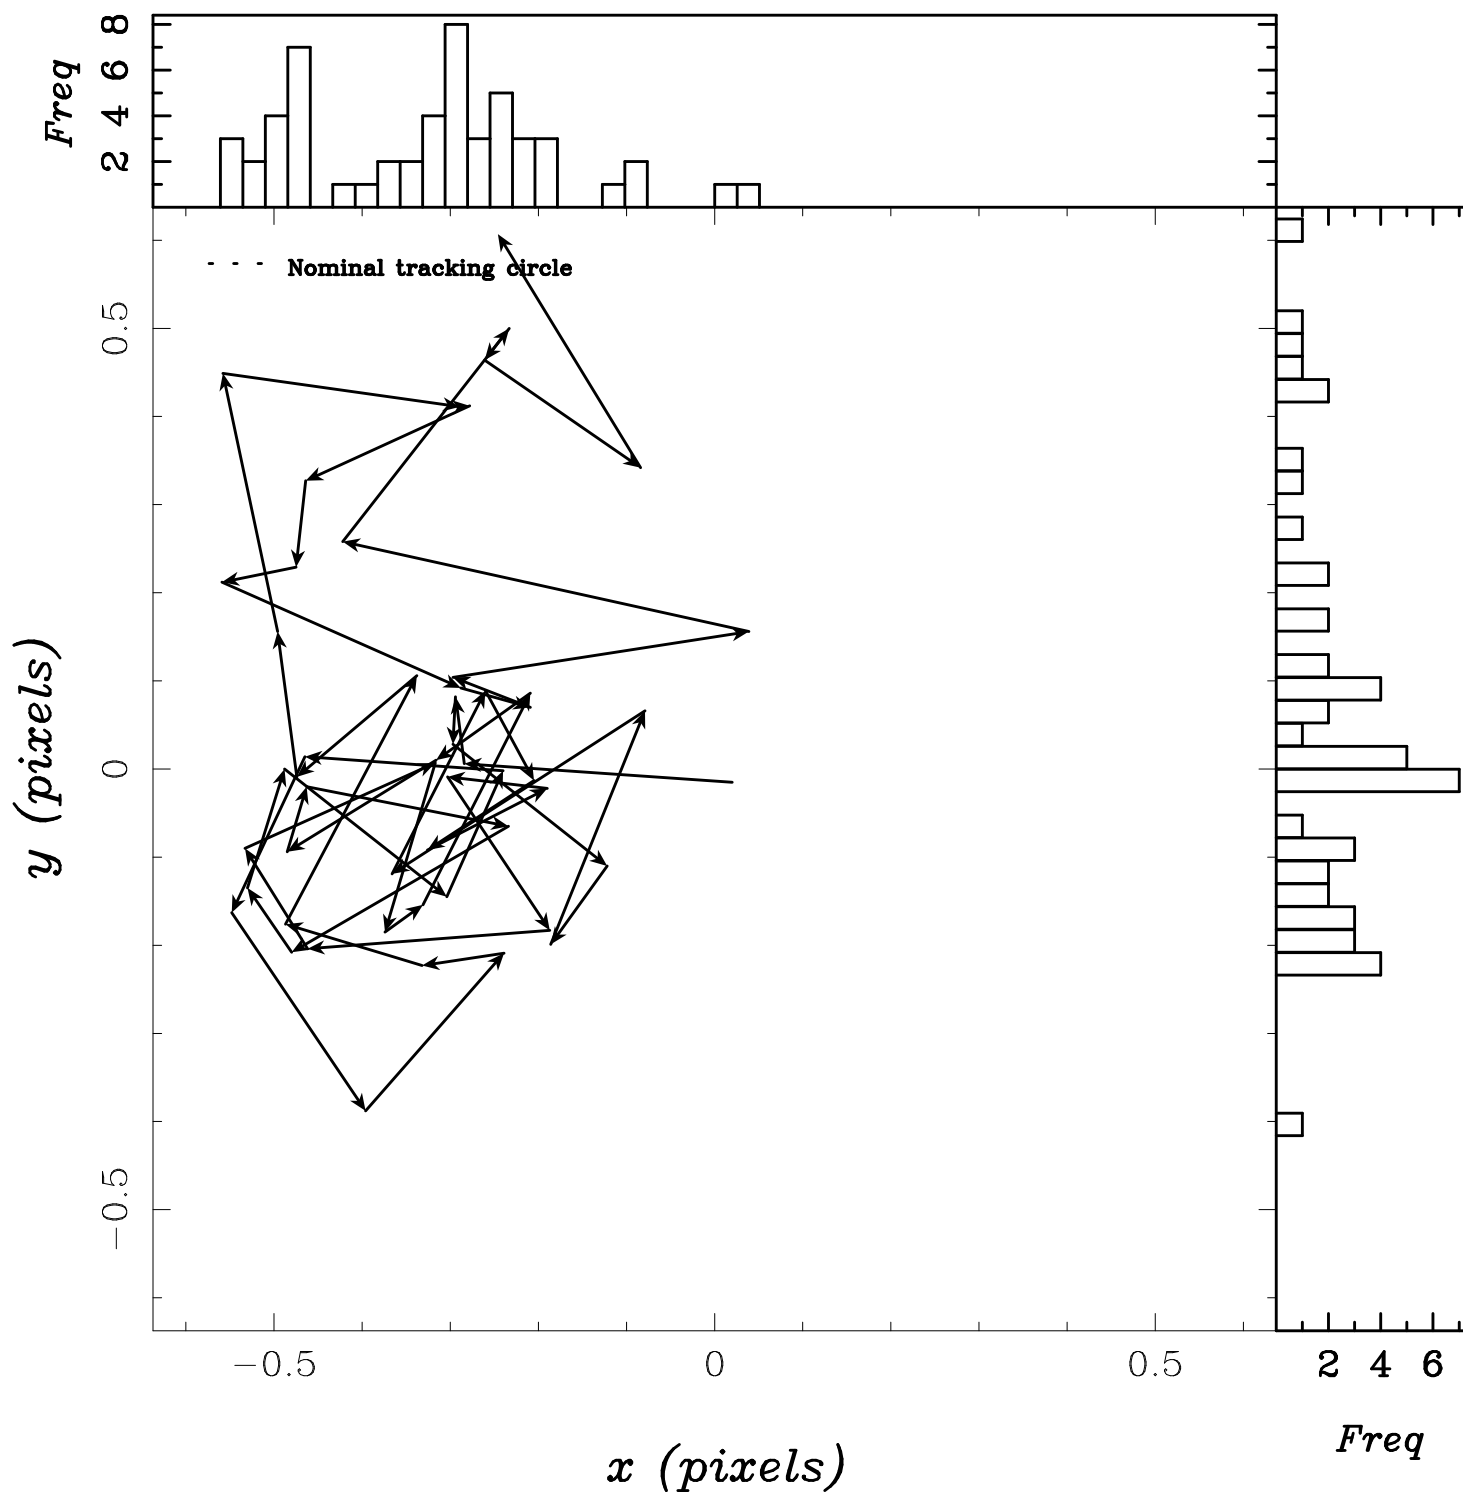 Freq
8
6
4
2
- - - Nominal tracking circle
0.5
0
−0.5
y (pixels)
−0.5 0 0.5
x (pixels)
2 4 6
Freq